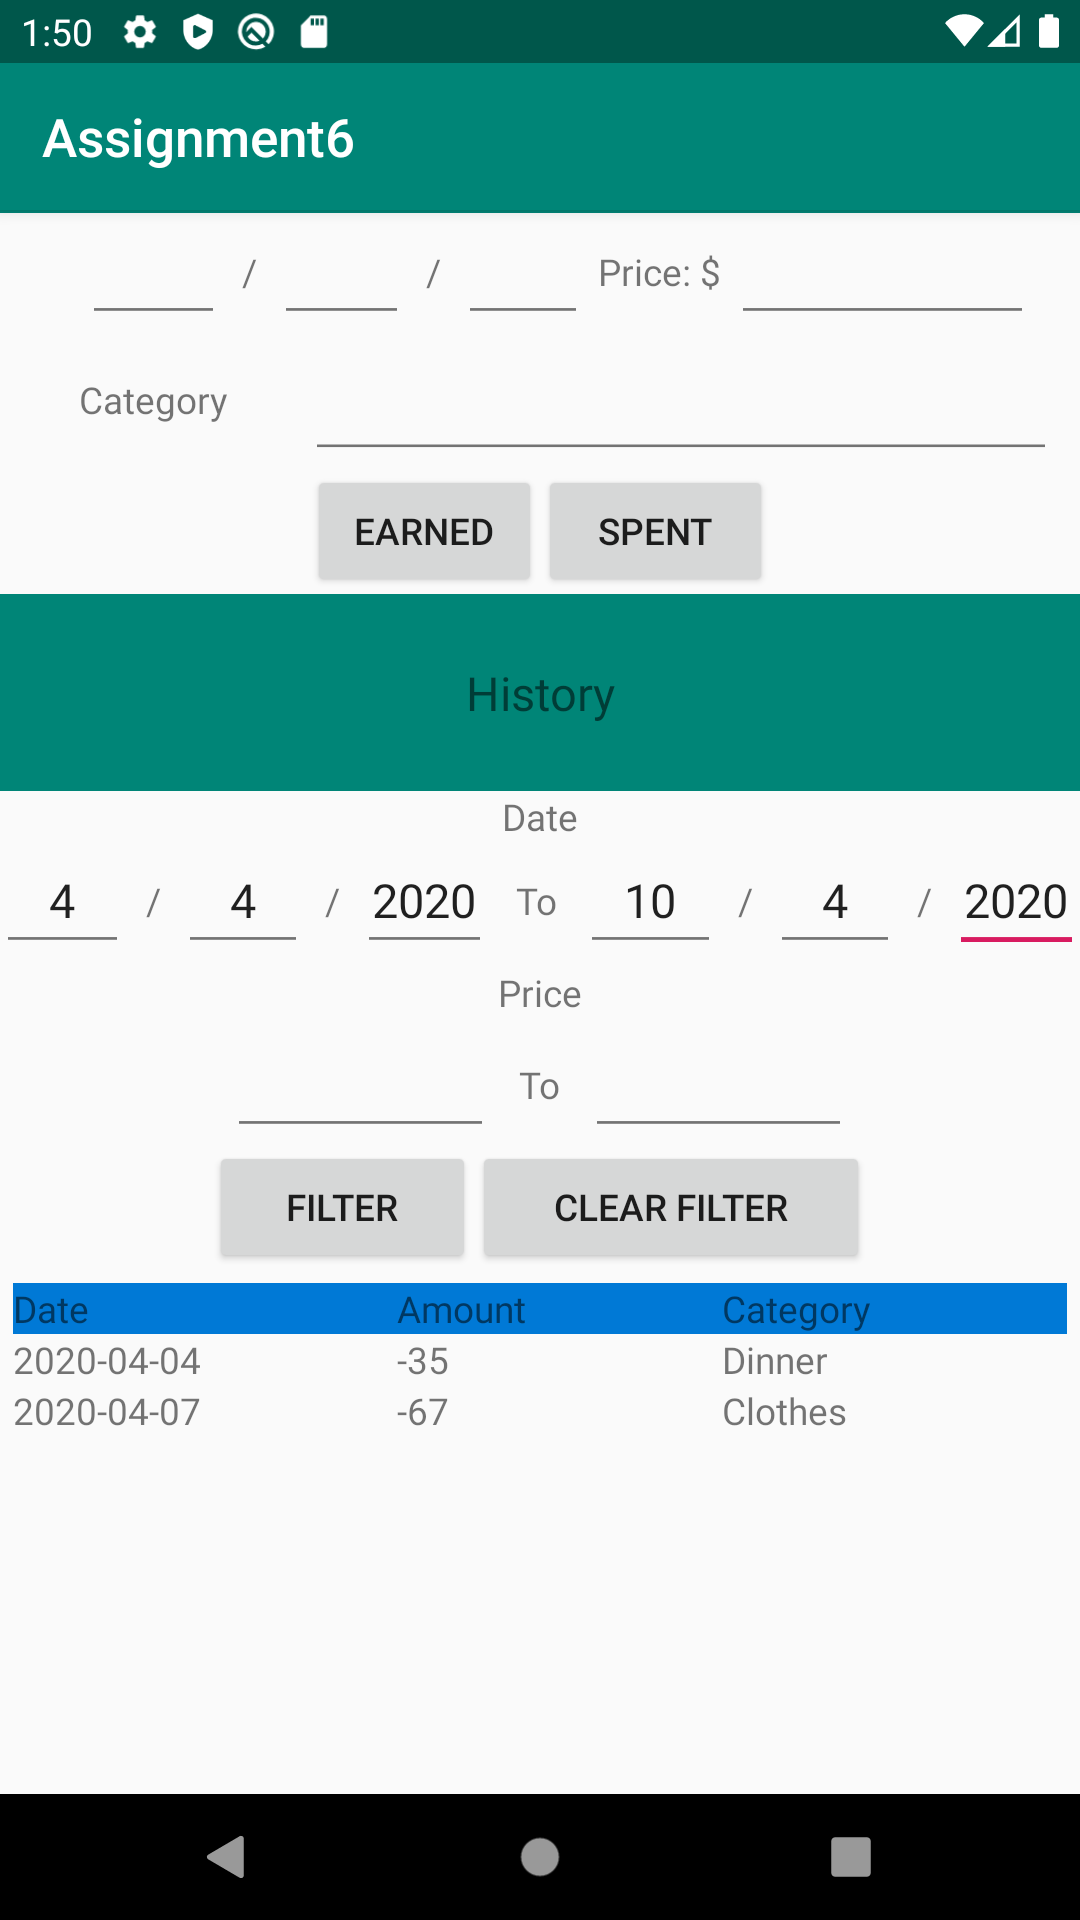 1:50
Assignment6
/ / Price: $
Category
EARNED SPENT
History
Date
4 / 4 / 2020 To 10 / 4 / 2020
Price
To
FILTER CLEAR FILTER
Date Amount Category
2020-04-04 -35 Dinner
2020-04-07 -67 Clothes